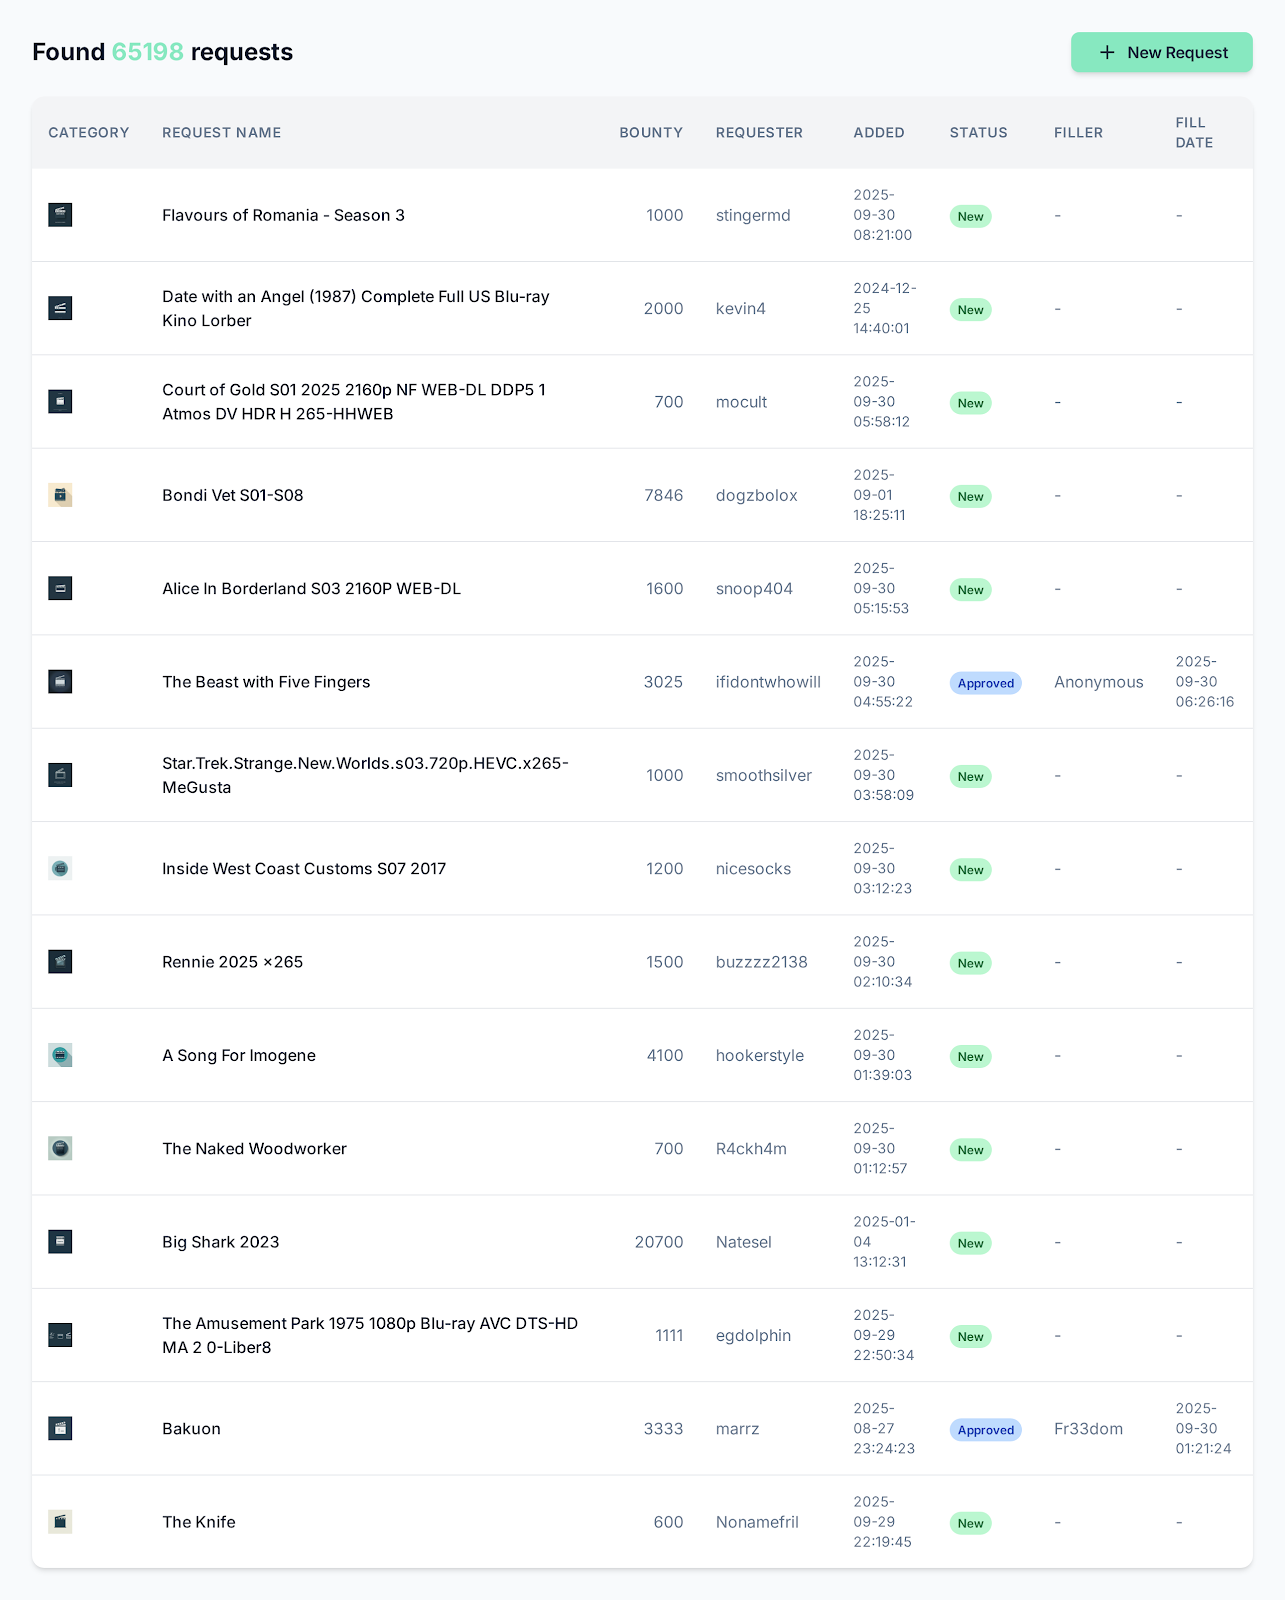 Found 65198 requests
+ New Request
CATEGORY REQUEST NAME BOUNTY REQUESTER ADDED STATUS FILLER FILL
DATE
Flavours of Romania - Season 3 1000 stingermd 2025-
09-30
08:21:00 New - -
Date with an Angel (1987) Complete Full US Blu-ray
Kino Lorber 2000 kevin4 2024-12-
25
14:40:01 New - -
Court of Gold S01 2025 2160p NF WEB-DL DDP5 1
Atmos DV HDR H 265-HHWEB 700 mocult 2025-
09-30
05:58:12 New - -
Bondi Vet S01-S08 7846 dogzbolox 2025-
09-01
18:25:11 New - -
Alice In Borderland S03 2160P WEB-DL 1600 snoop404 2025-
09-30
05:15:53 New - -
The Beast with Five Fingers 3025 ifidontwhowill 2025-
09-30
04:55:22 Approved Anonymous 2025-
09-30
06:26:16
Star.Trek.Strange.New.Worlds.s03.720p.HEVC.x265-
MeGusta 1000 smoothsilver 2025-
09-30
03:58:09 New - -
Inside West Coast Customs S07 2017 1200 nicesocks 2025-
09-30
03:12:23 New - -
Rennie 2025 ×265 1500 buzzzz2138 2025-
09-30
02:10:34 New - -
A Song For Imogene 4100 hookerstyle 2025-
09-30
01:39:03 New - -
The Naked Woodworker 700 R4ckh4m 2025-
09-30
01:12:57 New - -
Big Shark 2023 20700 Natesel 2025-01-
04
13:12:31 New - -
The Amusement Park 1975 1080p Blu-ray AVC DTS-HD
MA 2 0-Liber8 1111 egdolphin 2025-
09-29
22:50:34 New - -
Bakuon 3333 marrz 2025-
08-27
23:24:23 Approved Fr33dom 2025-
09-30
01:21:24
The Knife 600 Nonamefril 2025-
09-29
22:19:45 New - -